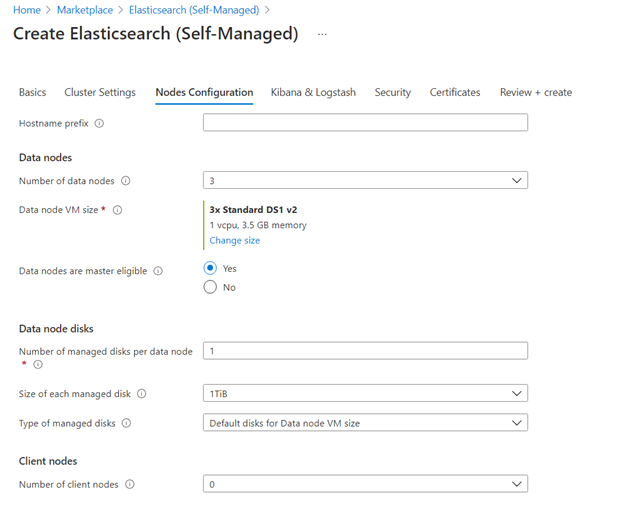 Home > Marketplace > Elasticsearch (Self-Managed) >
Create Elasticsearch (Self-Managed) ...
Basics Cluster Settings Nodes Configuration Kibana & Logstash Security Certificates Review + create
Hostname prefix
Data nodes
Number of data nodes 3
Data node VM size * 3x Standard DS1 v2
1 vcpu, 3.5 GB memory
Change size
Data nodes are master eligible Yes
No
Data node disks
Number of managed disks per data node 1
*
Size of each managed disk 1TiB
Type of managed disks Default disks for Data node VM size
Client nodes
Number of client nodes 0